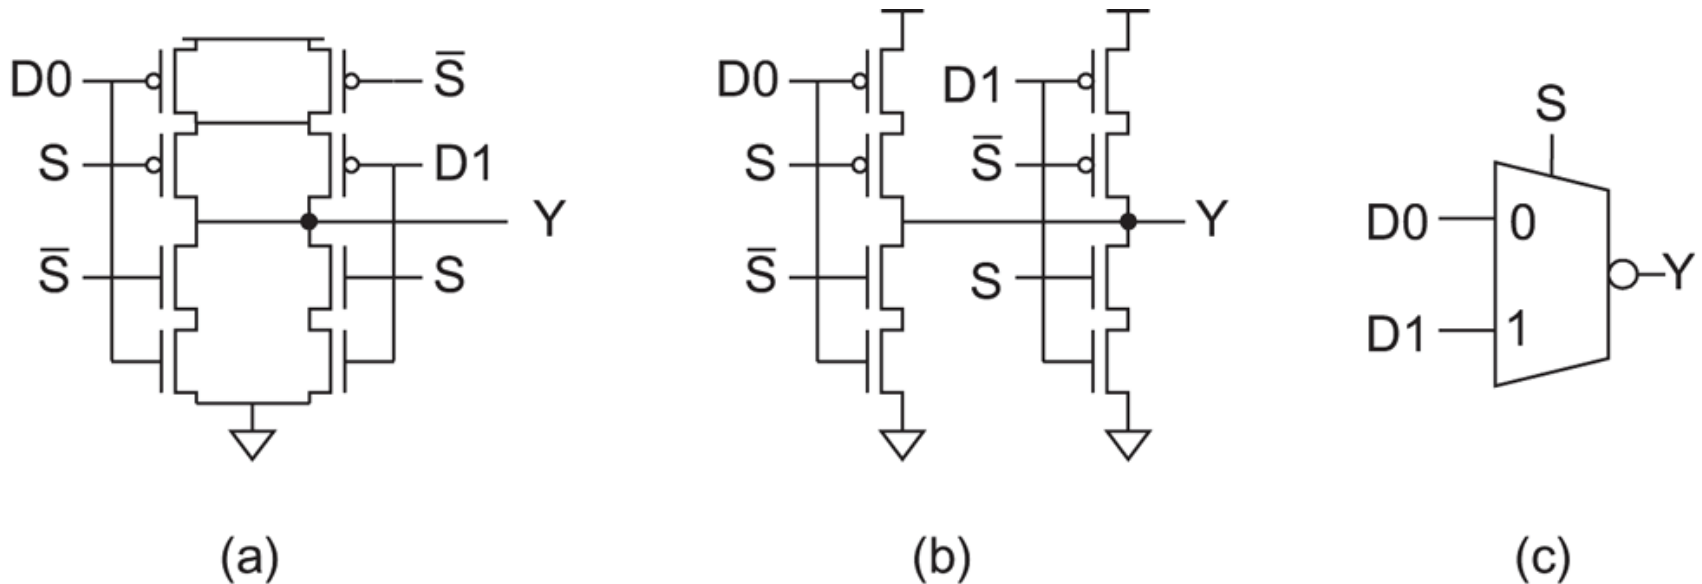 D0 S̅
S D1
Y
S̅ S
(a)
D0 D1
S S̅
Y
S̅ S
(b)
S
D0 0
Y
D1 1
(c)